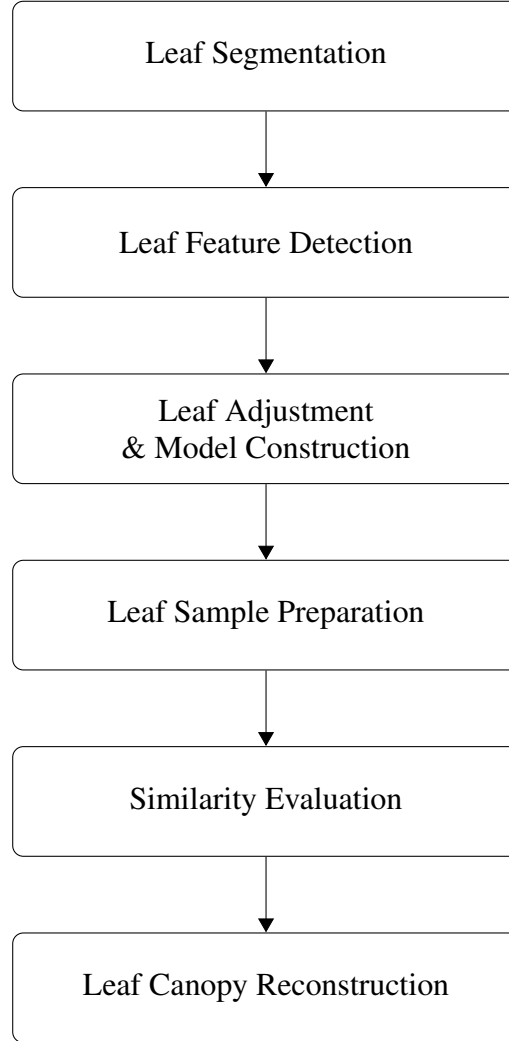 Leaf Segmentation
Leaf Feature Detection
Leaf Adjustment
& Model Construction
Leaf Sample Preparation
Similarity Evaluation
Leaf Canopy Reconstruction